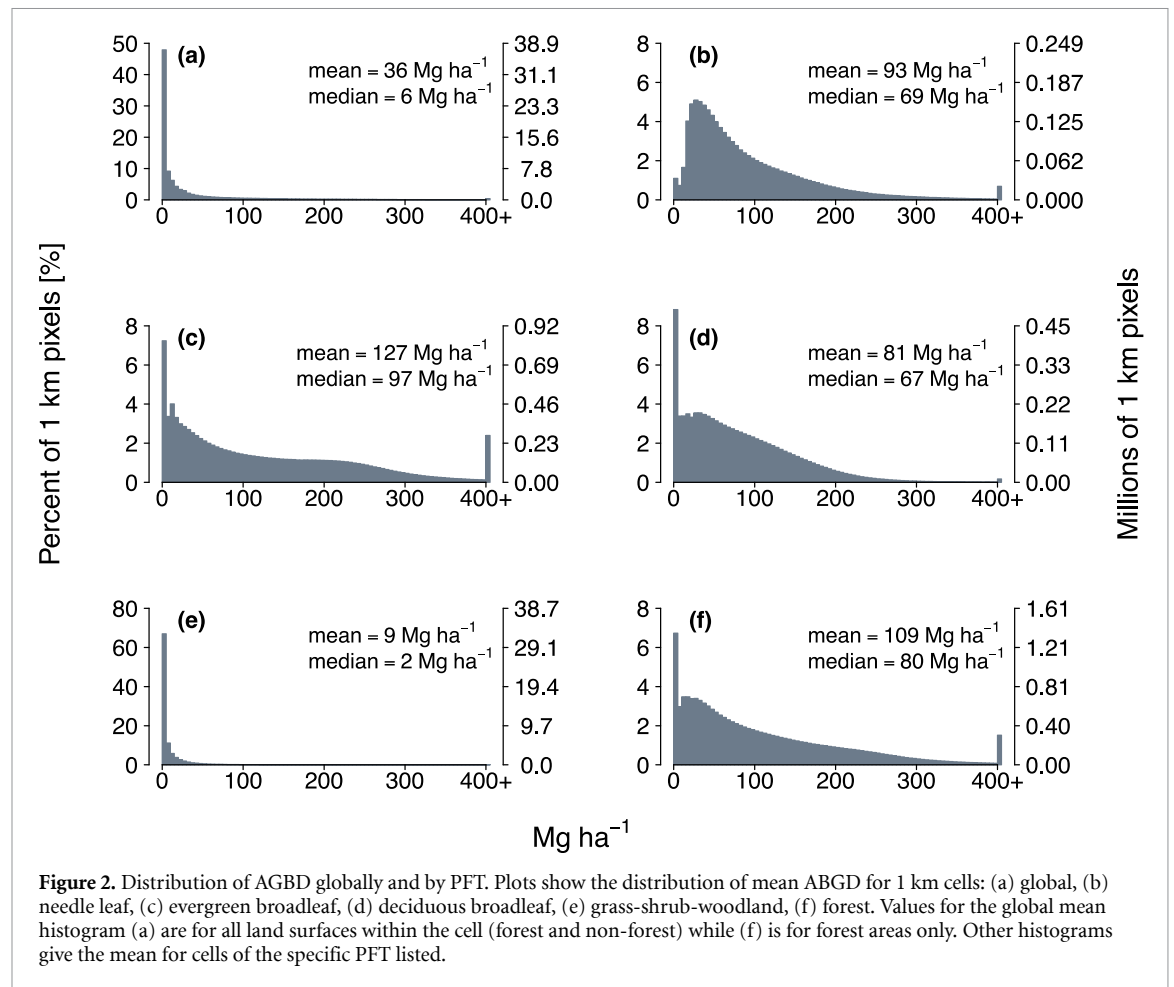 (a)
mean = 36 Mg ha⁻¹
median = 6 Mg ha⁻¹
50
40
30
20
10
0
38.9
31.1
23.3
15.6
7.8
0.0
0 100 200 300 400+
(b)
mean = 93 Mg ha⁻¹
median = 69 Mg ha⁻¹
8
6
4
2
0
0.249
0.187
0.125
0.062
0.000
0 100 200 300 400+
Percent of 1 km pixels [%]
(c)
mean = 127 Mg ha⁻¹
median = 97 Mg ha⁻¹
8
6
4
2
0
0.92
0.69
0.46
0.23
0.00
0 100 200 300 400+
(d)
mean = 81 Mg ha⁻¹
median = 67 Mg ha⁻¹
8
6
4
2
0
0.45
0.33
0.22
0.11
0.00
0 100 200 300 400+
Millions of 1 km pixels
(e)
mean = 9 Mg ha⁻¹
median = 2 Mg ha⁻¹
80
60
40
20
0
38.7
29.1
19.4
9.7
0.0
0 100 200 300 400+
(f)
mean = 109 Mg ha⁻¹
median = 80 Mg ha⁻¹
8
6
4
2
0
1.61
1.21
0.81
0.40
0.00
0 100 200 300 400+
Mg ha⁻¹
Figure 2. Distribution of AGBD globally and by PFT. Plots show the distribution of mean ABGD for 1 km cells: (a) global, (b)
needle leaf, (c) evergreen broadleaf, (d) deciduous broadleaf, (e) grass-shrub-woodland, (f) forest. Values for the global mean
histogram (a) are for all land surfaces within the cell (forest and non-forest) while (f) is for forest areas only. Other histograms
give the mean for cells of the specific PFT listed.